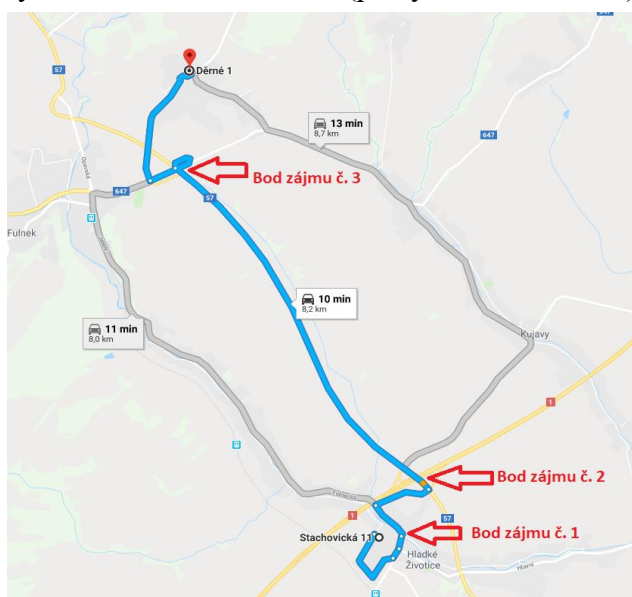 57
Děrné 1
647
13 min
8,7 km
647
Bod zájmu č. 3
57
Fulnek
10 min
8,2 km
11 min
8,0 km
Kujavy
1
Bod zájmu č. 2
1
57
Bod zájmu č. 1
Stachovická 11
Hladké
Životice